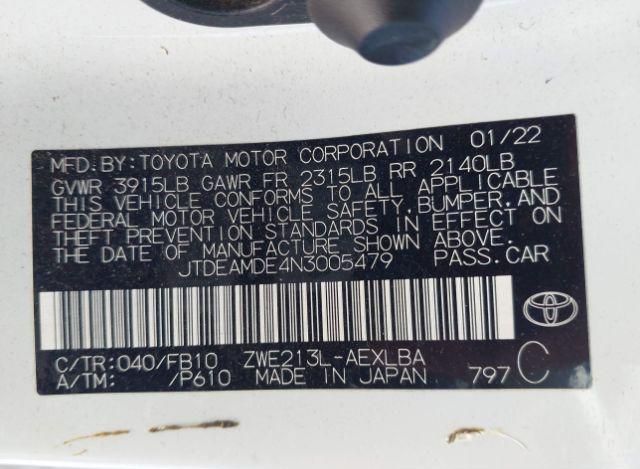 MFD.BY:TOYOTA MOTOR CORPORATION 01/22
GVWR 3915LB GAWR FR 2315LB RR 2140LB
THIS VEHICLE CONFORMS TO ALL APPLICABLE
FEDERAL MOTOR VEHICLE SAFETY,BUMPER,AND
THEFT PREVENTION STANDARDS IN EFFECT ON
THE DATE OF MANUFACTURE SHOWN ABOVE.
JTDEAMDE4N3005479 PASS.CAR
C/TR:040/FB10 ZWE213L-AEXLBA
A/TM: /P610 MADE IN JAPAN 797 C